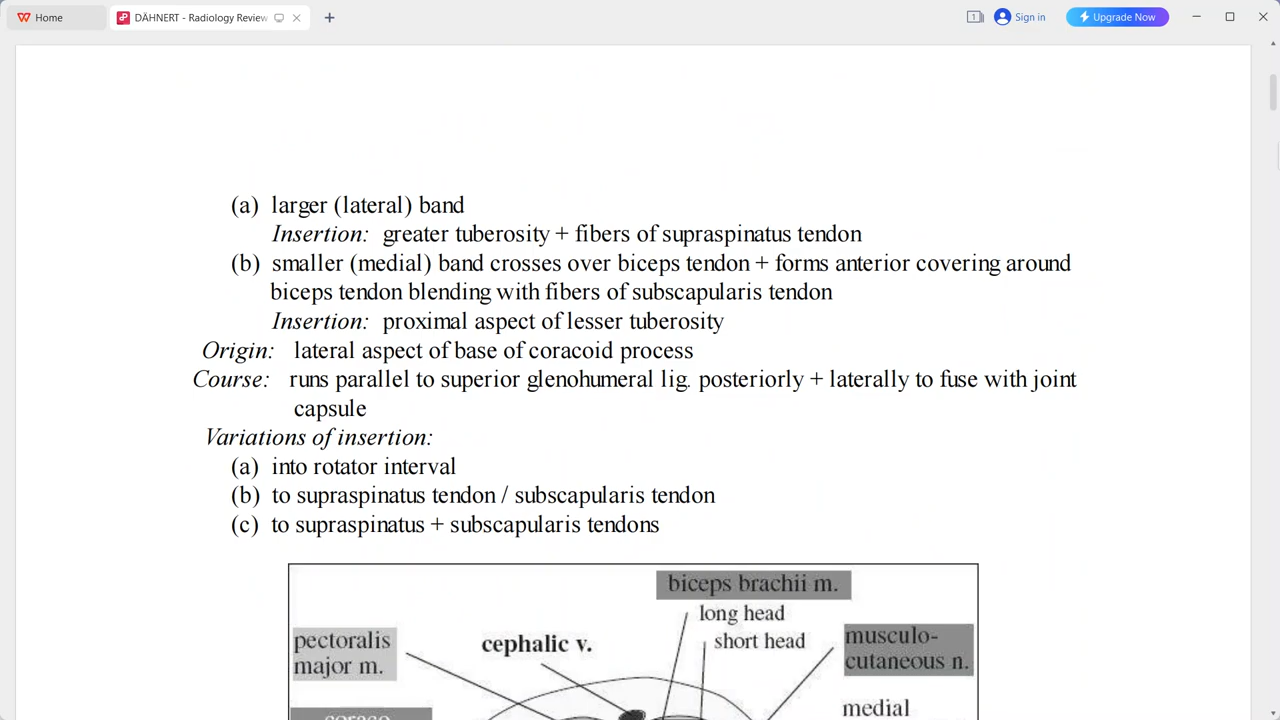 Home
DÄHNERT - Radiology Review
1
Sign in
Upgrade Now
(a) larger (lateral) band
Insertion: greater tuberosity + fibers of supraspinatus tendon
(b) smaller (medial) band crosses over biceps tendon + forms anterior covering around
biceps tendon blending with fibers of subscapularis tendon
Insertion: proximal aspect of lesser tuberosity
Origin: lateral aspect of base of coracoid process
Course: runs parallel to superior glenohumeral lig. posteriorly + laterally to fuse with joint
capsule
Variations of insertion:
(a) into rotator interval
(b) to supraspinatus tendon / subscapularis tendon
(c) to supraspinatus + subscapularis tendons
biceps brachii m.
long head
short head
cephalic v.
pectoralis
major m.
musculo-
cutaneous n.
medial